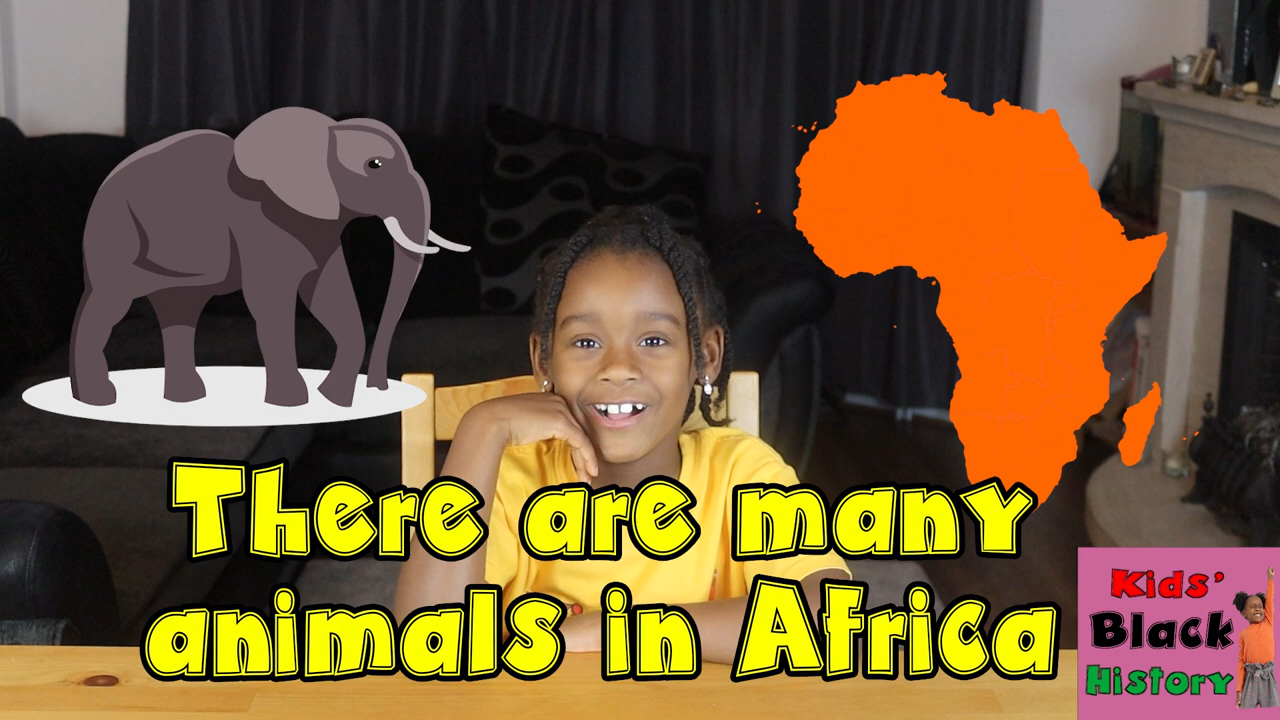 There are many
animals in Africa
Kids'
Black
History